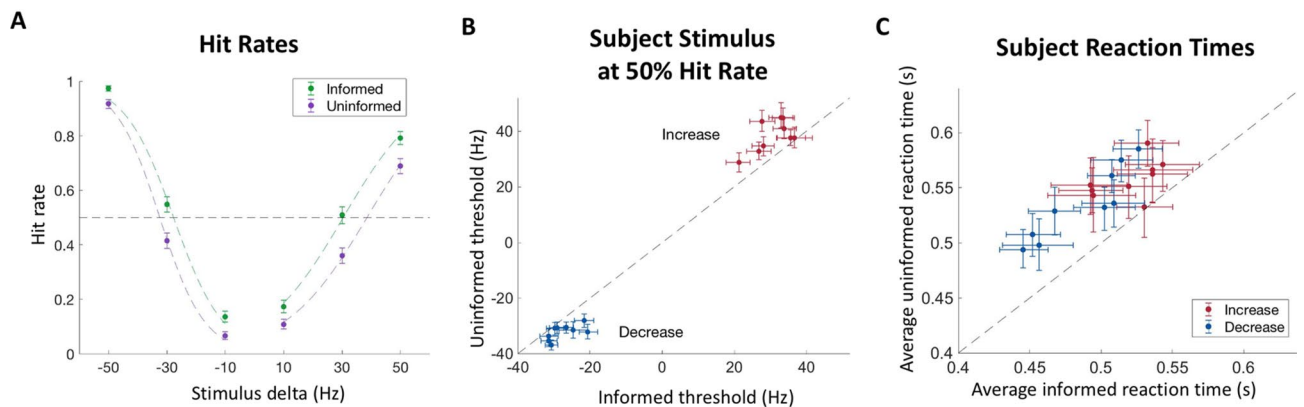 A
Hit Rates
Hit rate
1
0.8
0.6
0.4
0.2
0
-50
-30
-10
10
30
50
Stimulus delta (Hz)
Informed
Uninformed
B
Subject Stimulus
at 50% Hit Rate
Uninformed threshold (Hz)
40
20
0
-20
-40
-40
-20
0
20
40
Informed threshold (Hz)
Increase
Decrease
C
Subject Reaction Times
Average uninformed reaction time (s)
0.6
0.55
0.5
0.45
0.4
0.4
0.45
0.5
0.55
0.6
Average informed reaction time (s)
Increase
Decrease